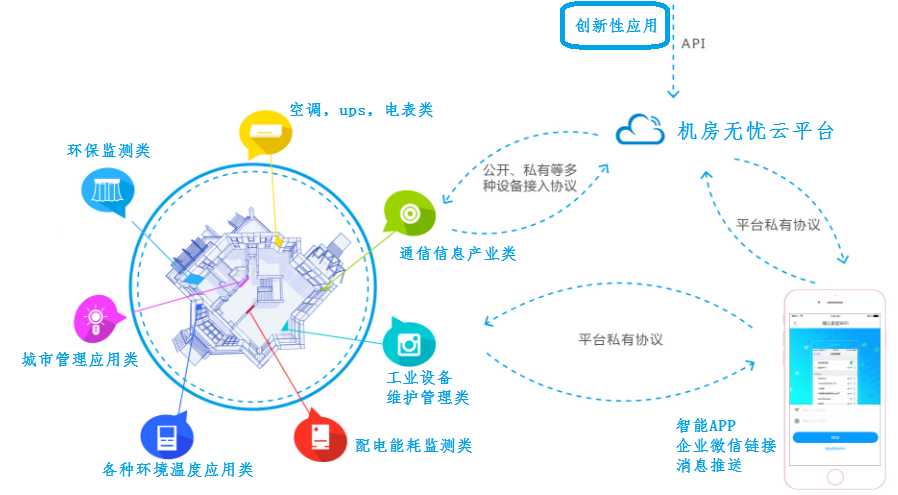 创新性应用
API
空调，ups，电表类
机房无忧云平台
环保监测类
公开、私有等多
种设备接入协议
平台私有协议
通信信息产业类
平台私有协议
城市管理应用类
工业设备
维护管理类
智能APP
企业微信链接
消息推送
配电能耗监测类
各种环境温度应用类